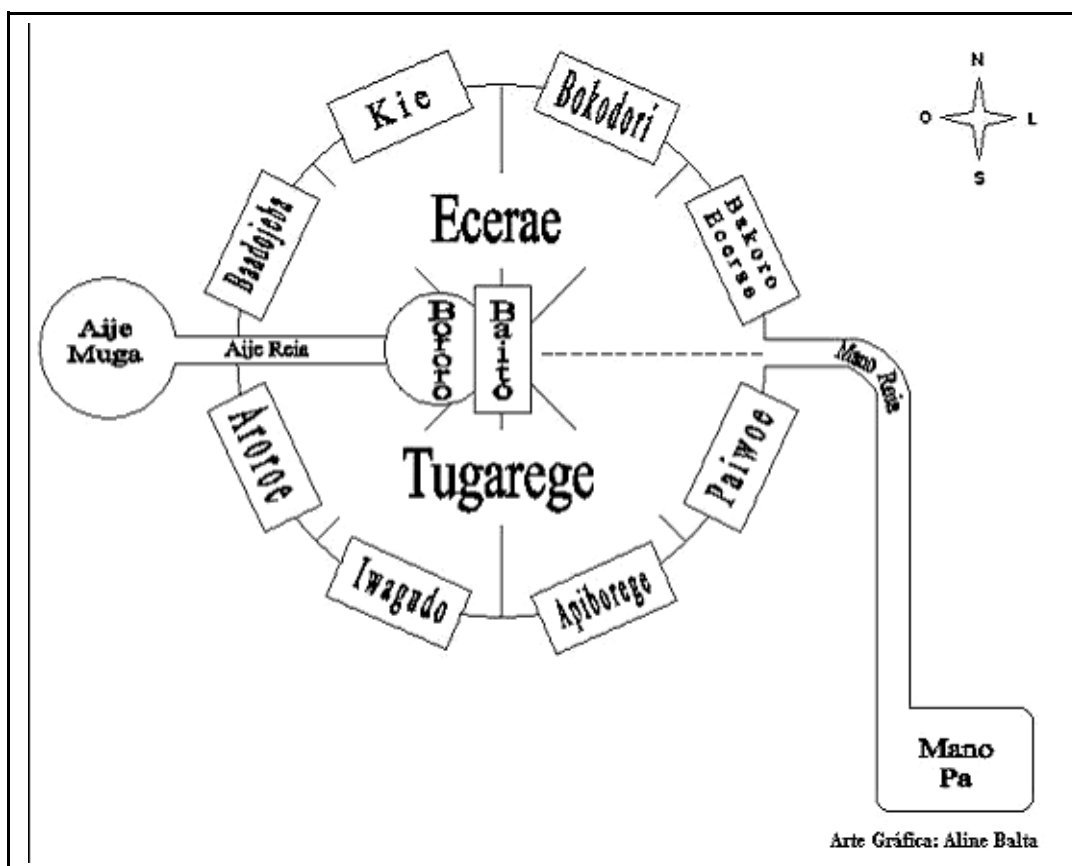 N
O
L
S
Kie
Bokodori
Baadojeba
Bakoro
Ecerae
Ecerae
Aije
Muga
Aije Reia
Bororo
Baito
Mano Reia
Aroroe
Tugarege
Paiwoe
Iwagudo
Apiborege
Mano
Pa
Arte Gráfica: Aline Balta